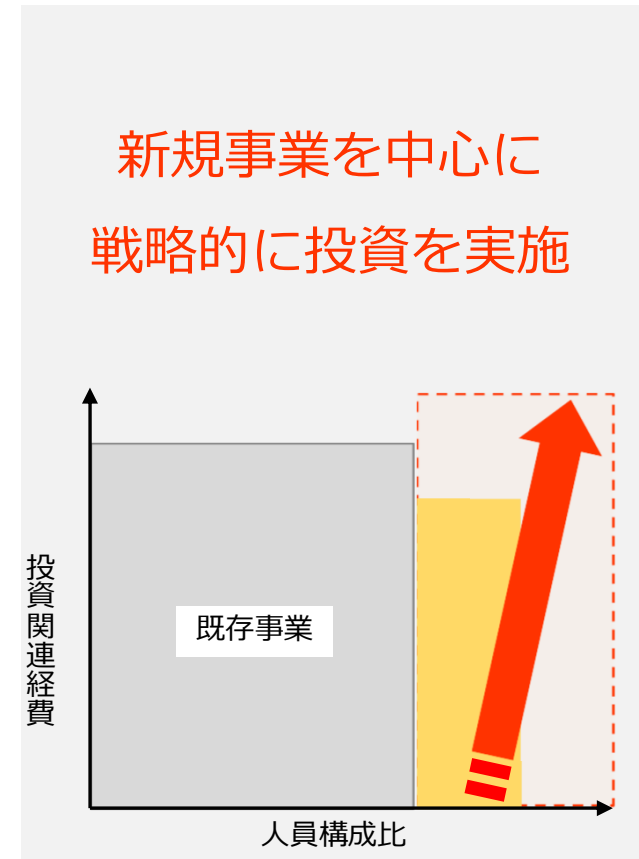 新規事業を中心に
戦略的に投資を実施
投資関連経費
既存事業
人員構成比